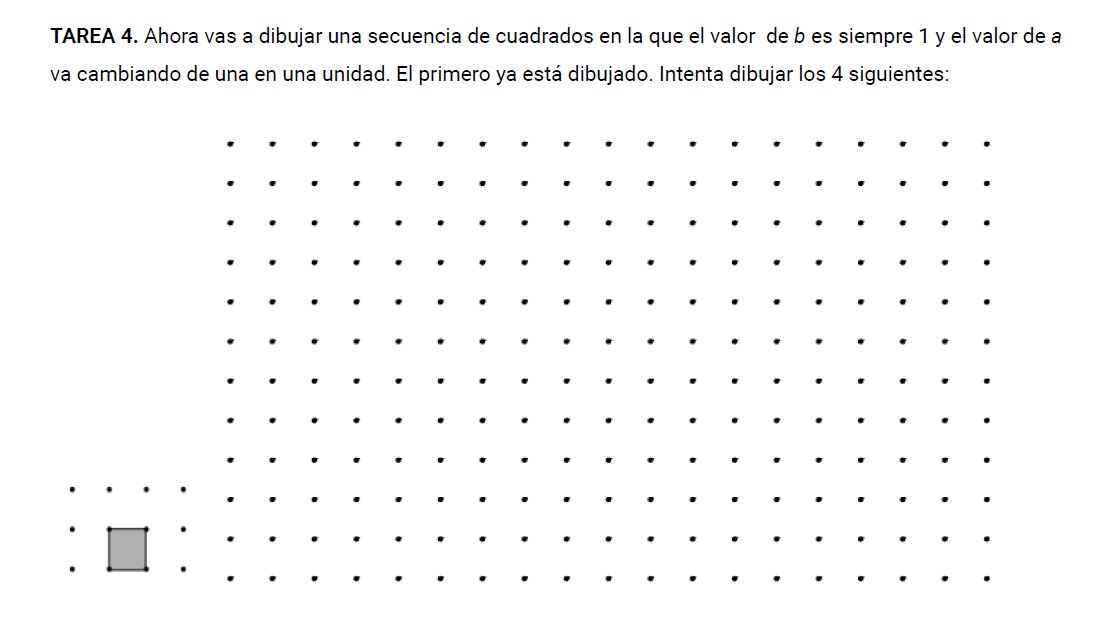 TAREA 4. Ahora vas a dibujar una secuencia de cuadrados en la que el valor de b es siempre 1 y el valor de a
va cambiando de una en una unidad. El primero ya está dibujado. Intenta dibujar los 4 siguientes: